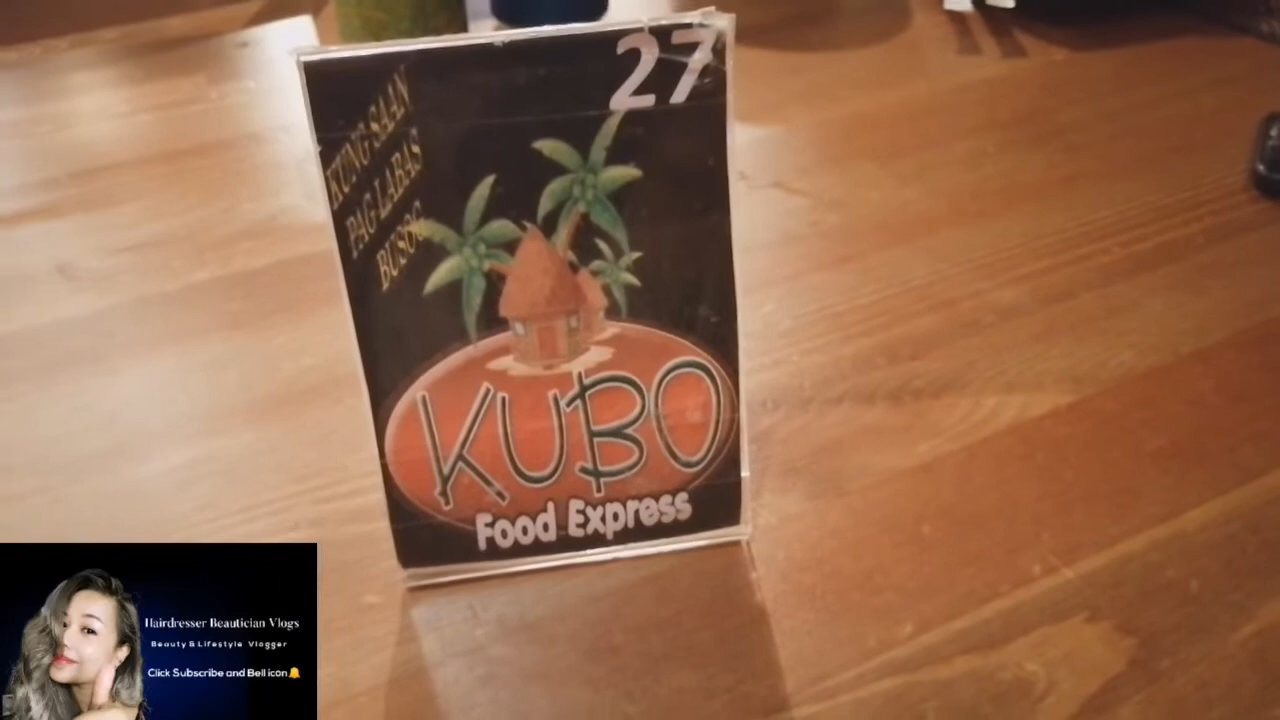 27
KUNG SAAN
PAG LABAS
BUSOG
KUBO
Food Express
Hairdresser Beautician Vlogs
Beauty & Lifestyle Vlogger
Click Subscribe and Bell icon🔔